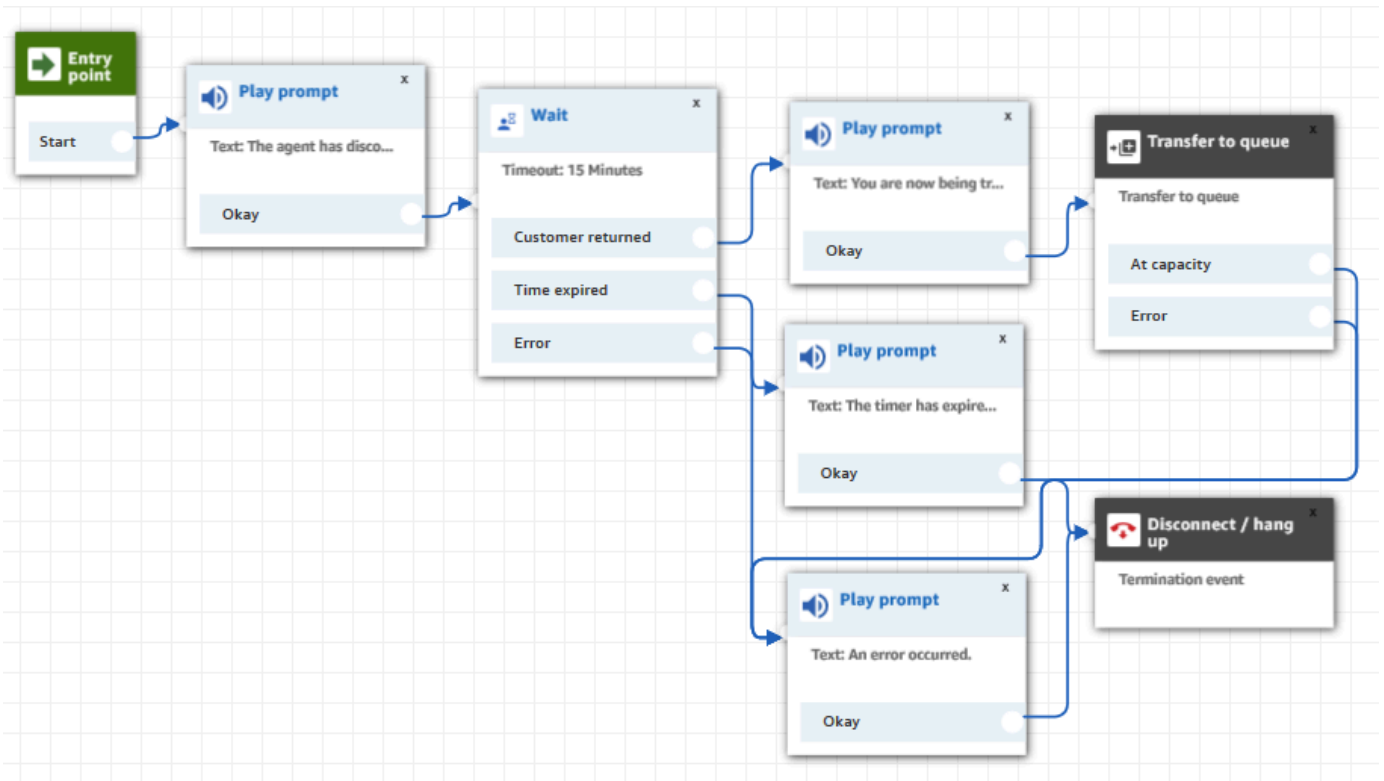 Entry
point
Start
Play prompt
x
Text: The agent has disco...
Okay
Wait
x
Timeout: 15 Minutes
Customer returned
Time expired
Error
Play prompt
x
Text: You are now being tr...
Okay
Transfer to queue
x
Transfer to queue
At capacity
Error
Play prompt
x
Text: The timer has expire...
Okay
Disconnect / hang
up
x
Termination event
Play prompt
x
Text: An error occurred.
Okay